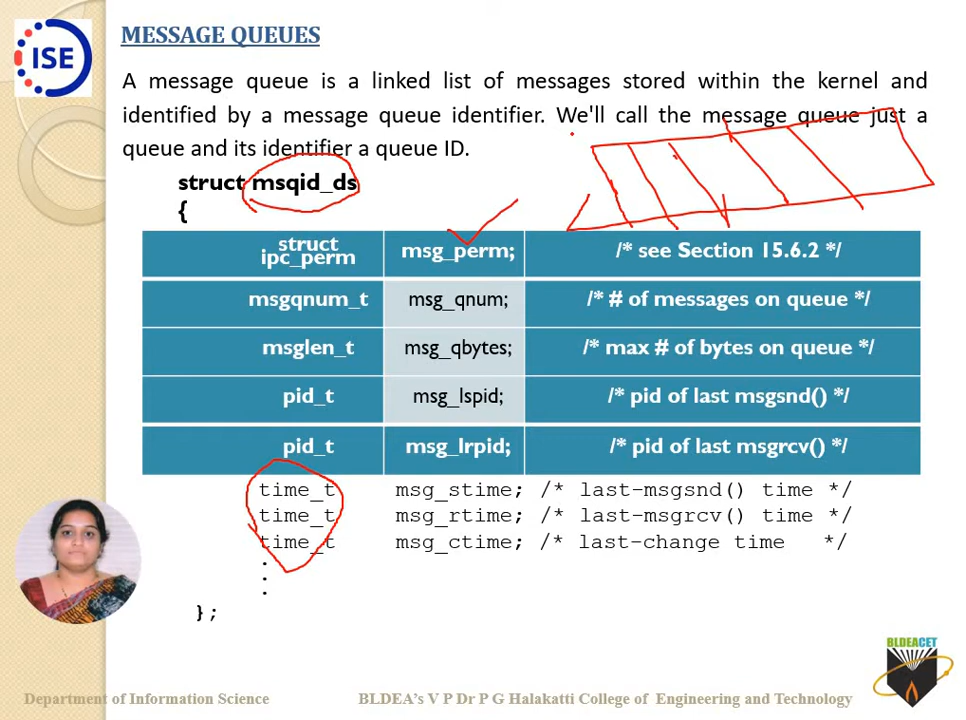 ISE
MESSAGE QUEUES
A message queue is a linked list of messages stored within the kernel and
identified by a message queue identifier. We'll call the message queue just a
queue and its identifier a queue ID.
struct msqid_ds
{
struct ipc_perm msg_perm; /* see Section 15.6.2 */
msgqnum_t msg_qnum; /* # of messages on queue */
msglen_t msg_qbytes; /* max # of bytes on queue */
pid_t msg_lspid; /* pid of last msgsnd() */
pid_t msg_lrpid; /* pid of last msgrcv() */
time_t msg_stime; /* last-msgsnd() time */
time_t msg_rtime; /* last-msgrcv() time */
time_t msg_ctime; /* last-change time */
.
.
.
};
BLDEACET
Department of Information Science BLDEA's V P Dr P G Halakatti College of Engineering and Technology